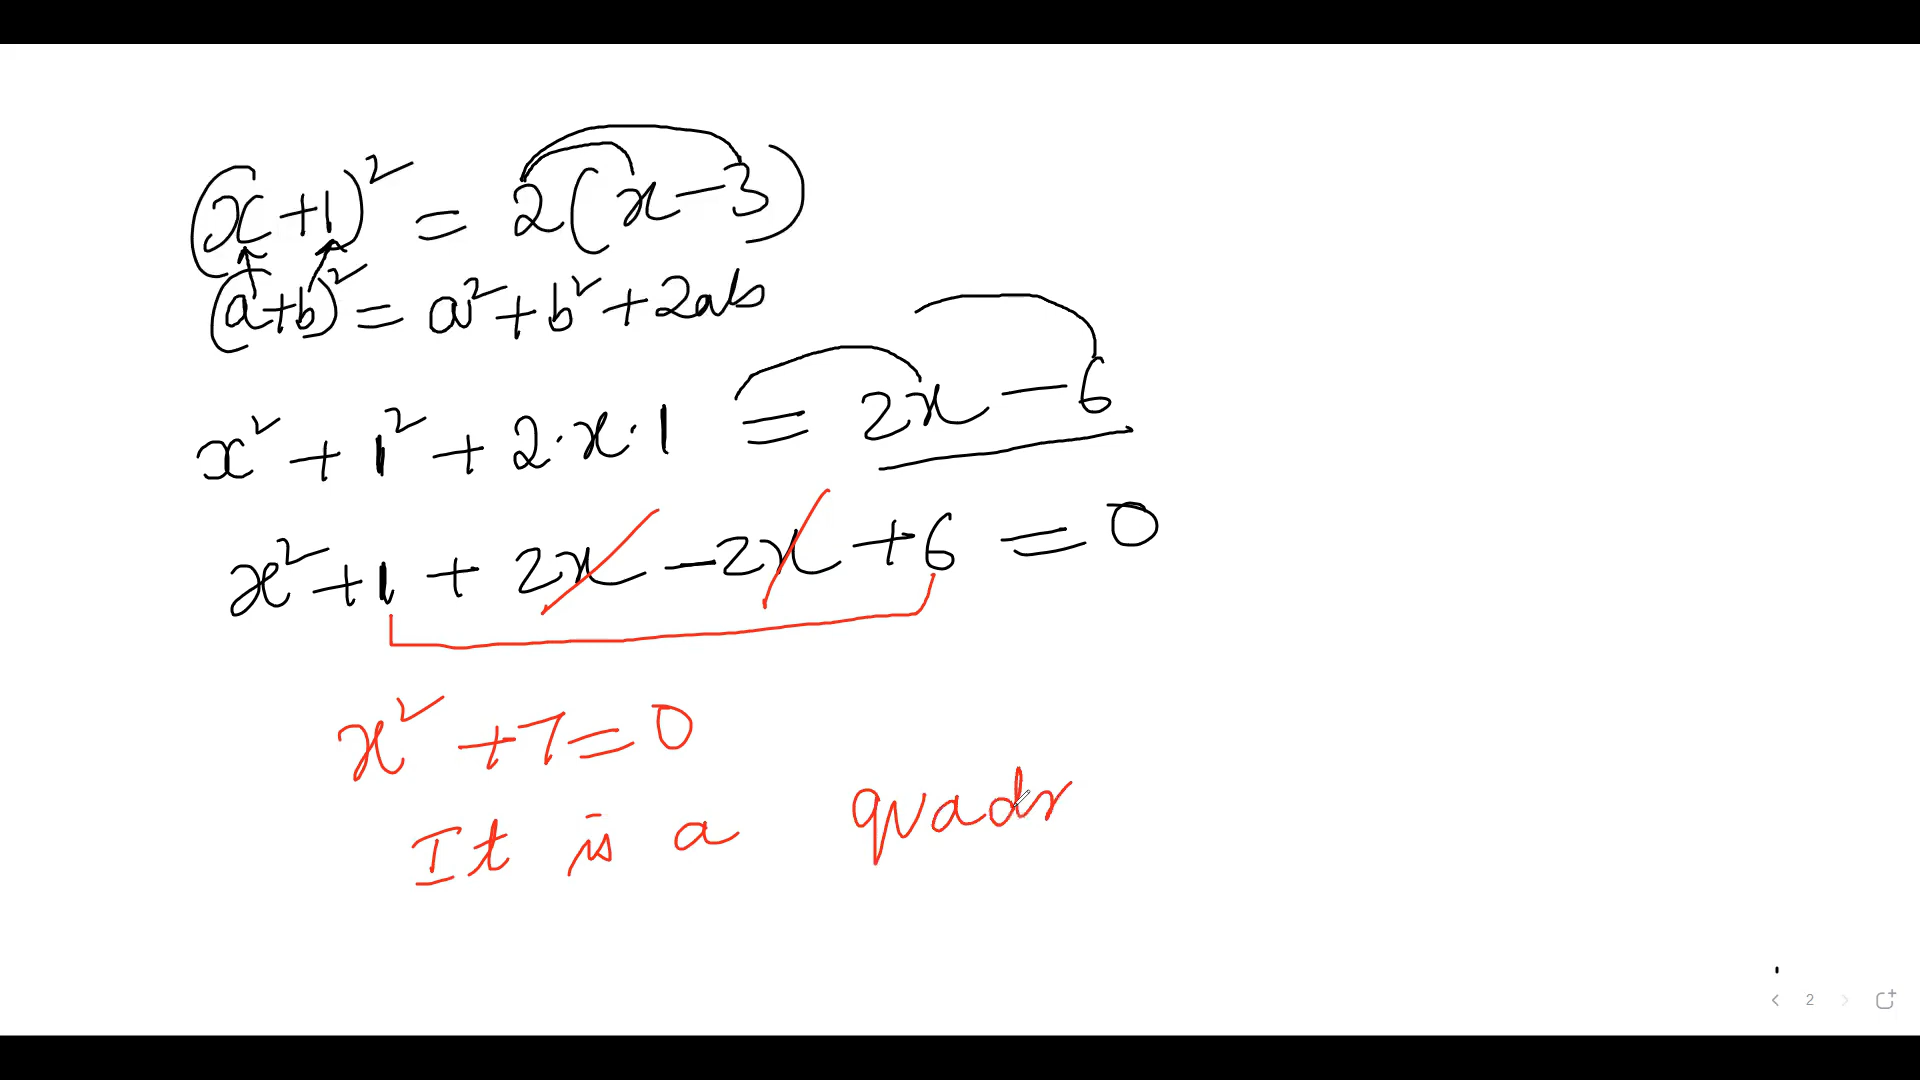 (x+1)² = 2(x-3)
(a+b)² = a²+b²+2ab
x² + 1² + 2·x·1 = 2x - 6
x²+1 + 2x - 2x + 6 = 0
x² + 7 = 0
It is a quadr
2